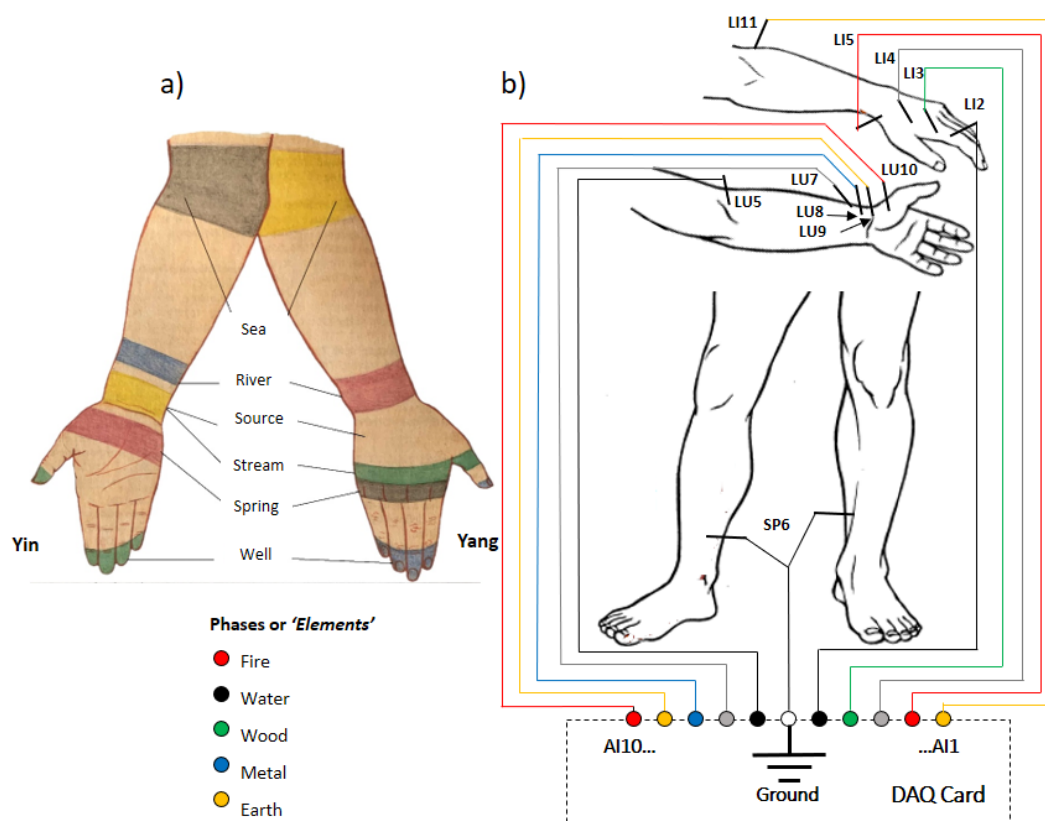 a)
Sea
River
Source
Stream
Spring
Well
Yin
Yang
Phases or 'Elements'
Fire
Water
Wood
Metal
Earth
b)
LI11
LI5
LI4
LI3
LI2
LU10
LU7
LU5
LU8
LU9
SP6
AI10...
...AI1
Ground
DAQ Card